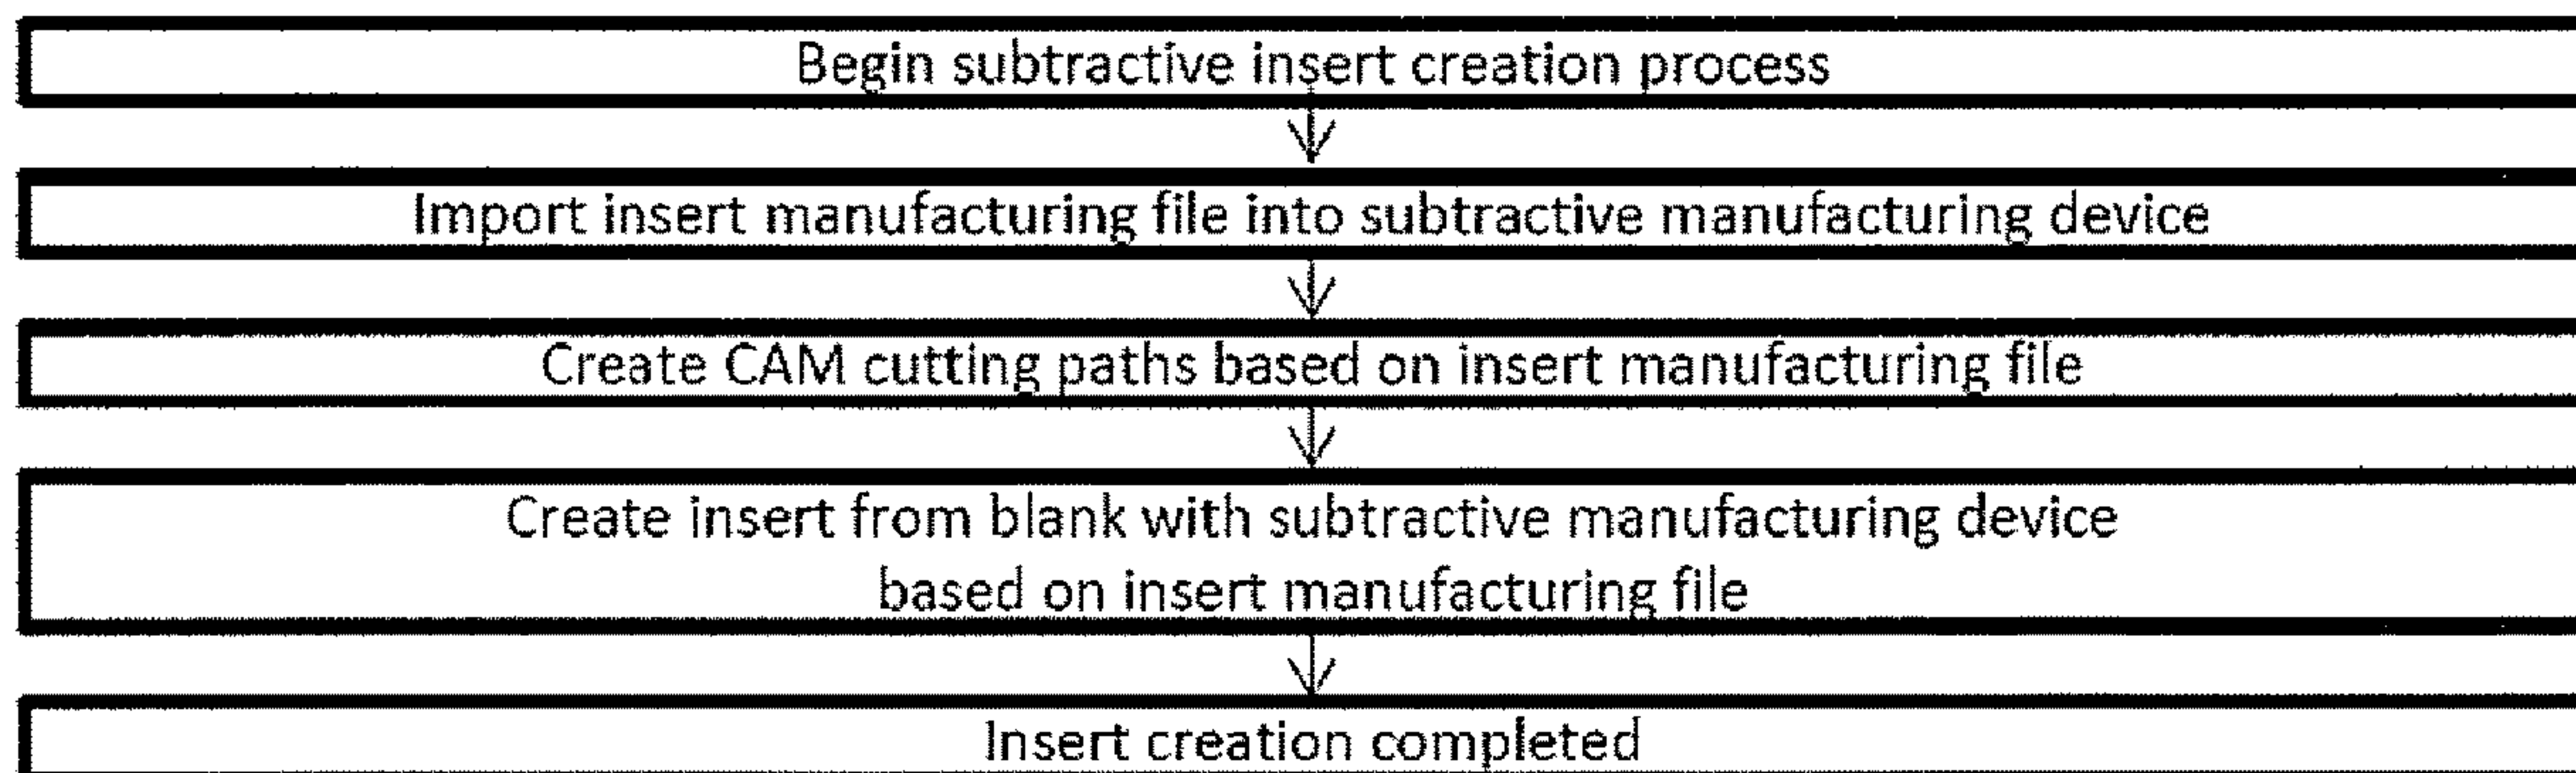 Begin subtractive insert creation process
Import insert manufacturing file into subtractive manufacturing device
Create CAM cutting paths based on insert manufacturing file
Create insert from blank with subtractive manufacturing device
based on insert manufacturing file
Insert creation completed